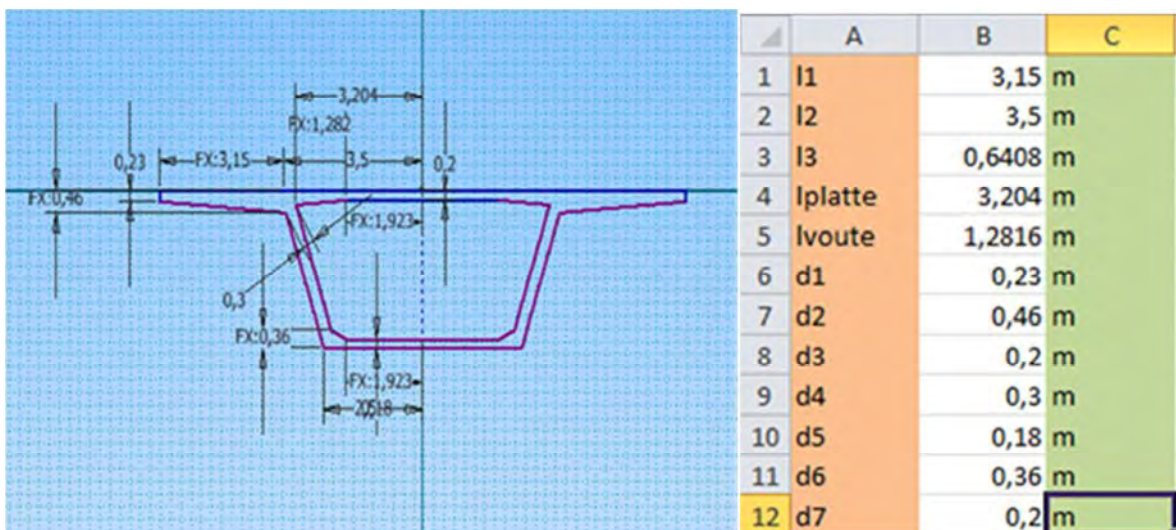 3,204
FX:1,282
0,23
FX:3,15
3,5
0,2
FX:0,46
FX:1,923
0,3
FX:0,36
FX:1,923
A B C
1 l1 3,15 m
2 l2 3,5 m
3 l3 0,6408 m
4 lplatte 3,204 m
5 lvoute 1,2816 m
6 d1 0,23 m
7 d2 0,46 m
8 d3 0,2 m
9 d4 0,3 m
10 d5 0,18 m
11 d6 0,36 m
12 d7 0,2 m